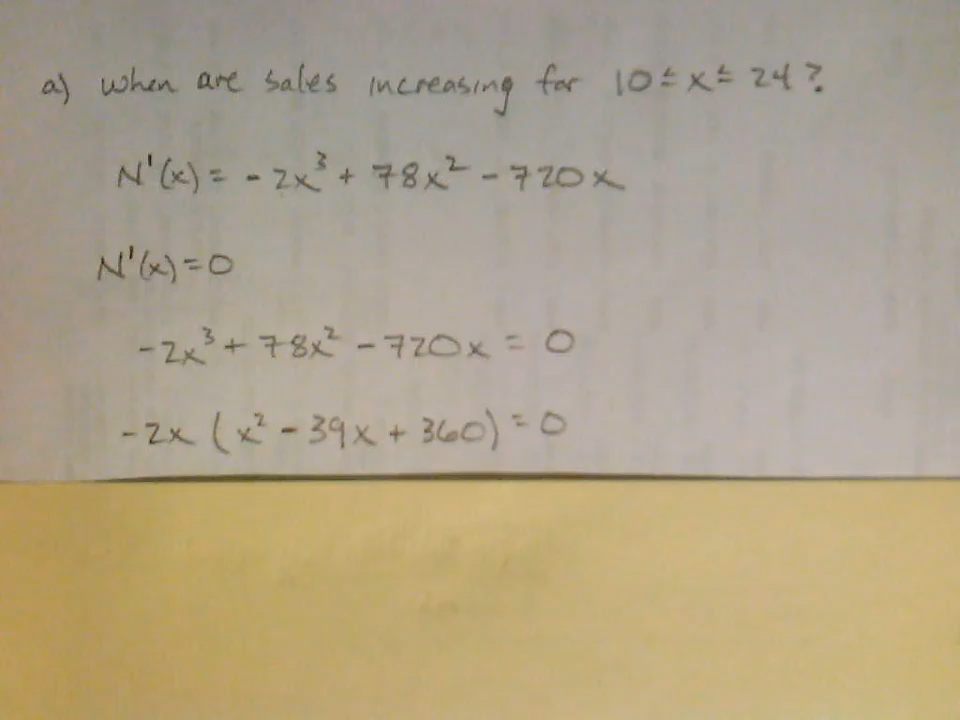 a) when are sales increasing for 10 ≤ x ≤ 24?
N'(x) = -2x³ + 78x² - 720x
N'(x) = 0
-2x³ + 78x² - 720x = 0
-2x (x² - 39x + 360) = 0